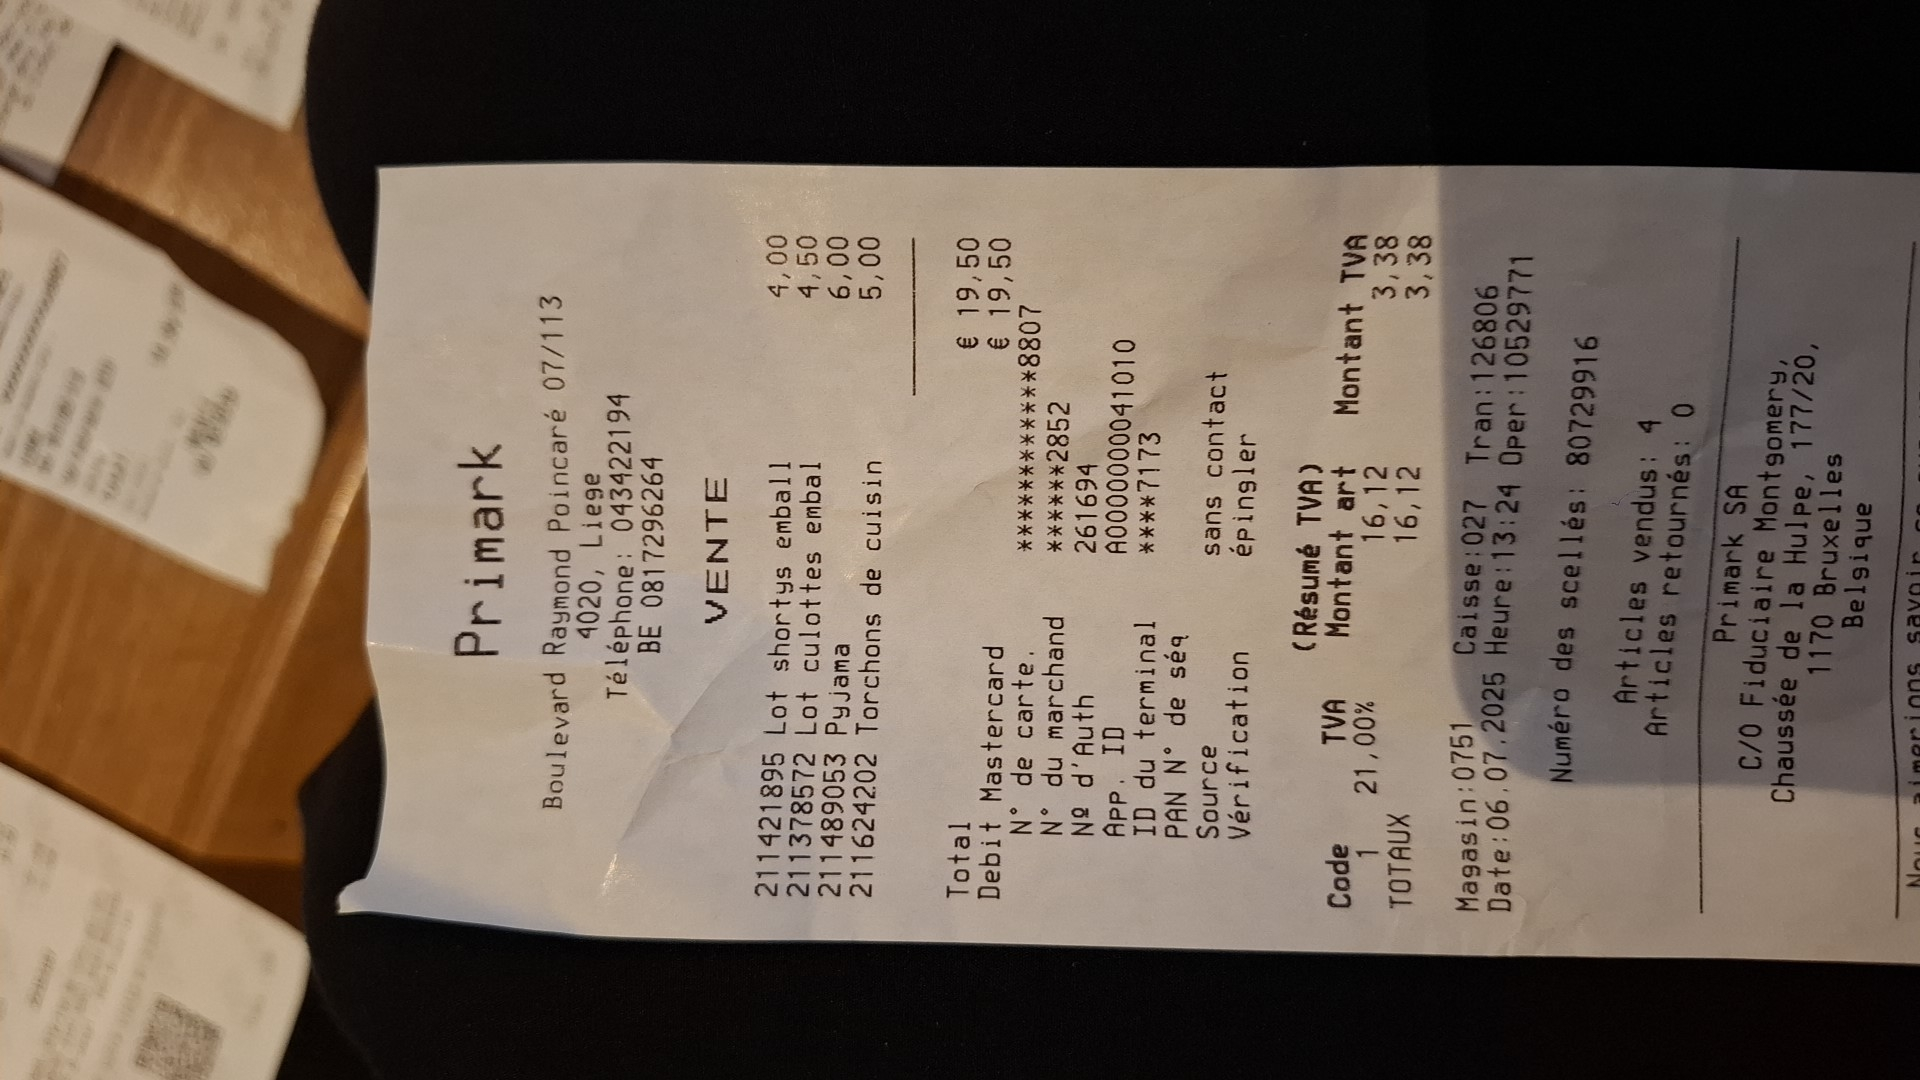 Primark
Boulevard Raymond Poincaré 07/113
4020, Liege
Téléphone: 043422194
BE 0817296264
VENTE
211421895 Lot shortys emball 4,00
211378572 Lot culottes embal 4,50
211489053 Pyjama 6,00
211624202 Torchons de cuisin 5,00
Total € 19,50
Debit Mastercard € 19,50
N° de carte. ************8807
N° du marchand ******2852
Nº d'Auth 261694
App. ID A0000000041010
ID du terminal ****7173
PAN N° de séq
Source sans contact
Vérification épingler
(Résumé TVA)
Code TVA Montant art Montant TVA
1 21,00% 16,12 3,38
TOTAUX 16,12 3,38
Magasin:0751 Caisse:027 Tran:126806
Date:06.07.2025 Heure:13:24 Oper:10529771
Numéro des scellés: 80729916
Articles vendus: 4
Articles retournés: 0
Primark SA
C/O Fiduciaire Montgomery,
Chaussée de la Hulpe, 177/20,
1170 Bruxelles
Belgique
Nous aimerions savoir